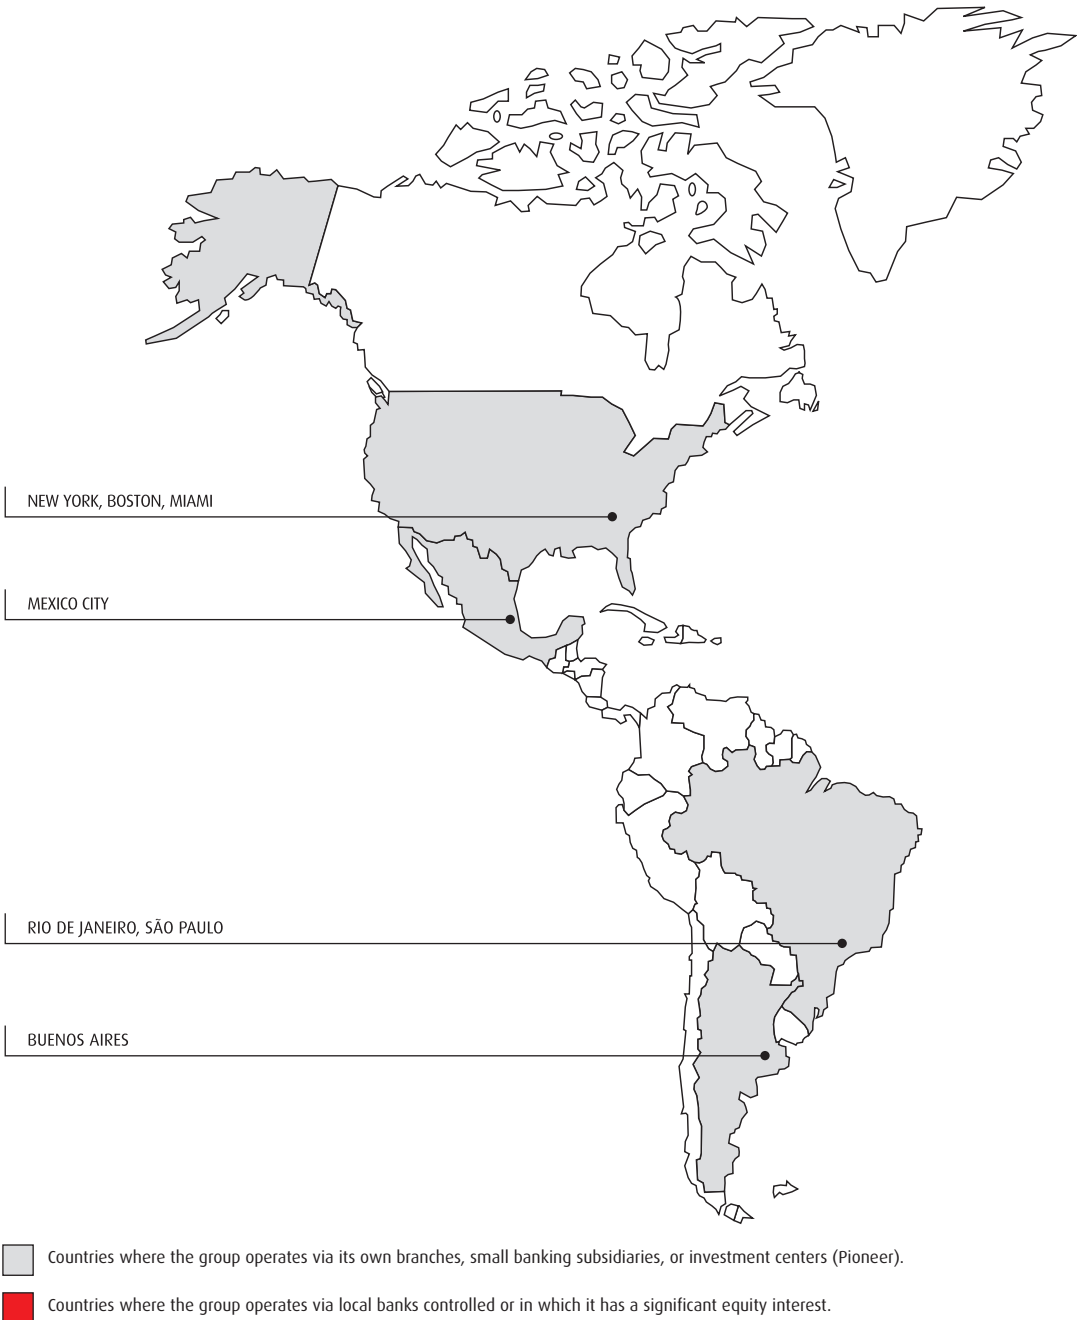 NEW YORK, BOSTON, MIAMI
MEXICO CITY
RIO DE JANEIRO, SÃO PAULO
BUENOS AIRES
Countries where the group operates via its own branches, small banking subsidiaries, or investment centers (Pioneer).
Countries where the group operates via local banks controlled or in which it has a significant equity interest.